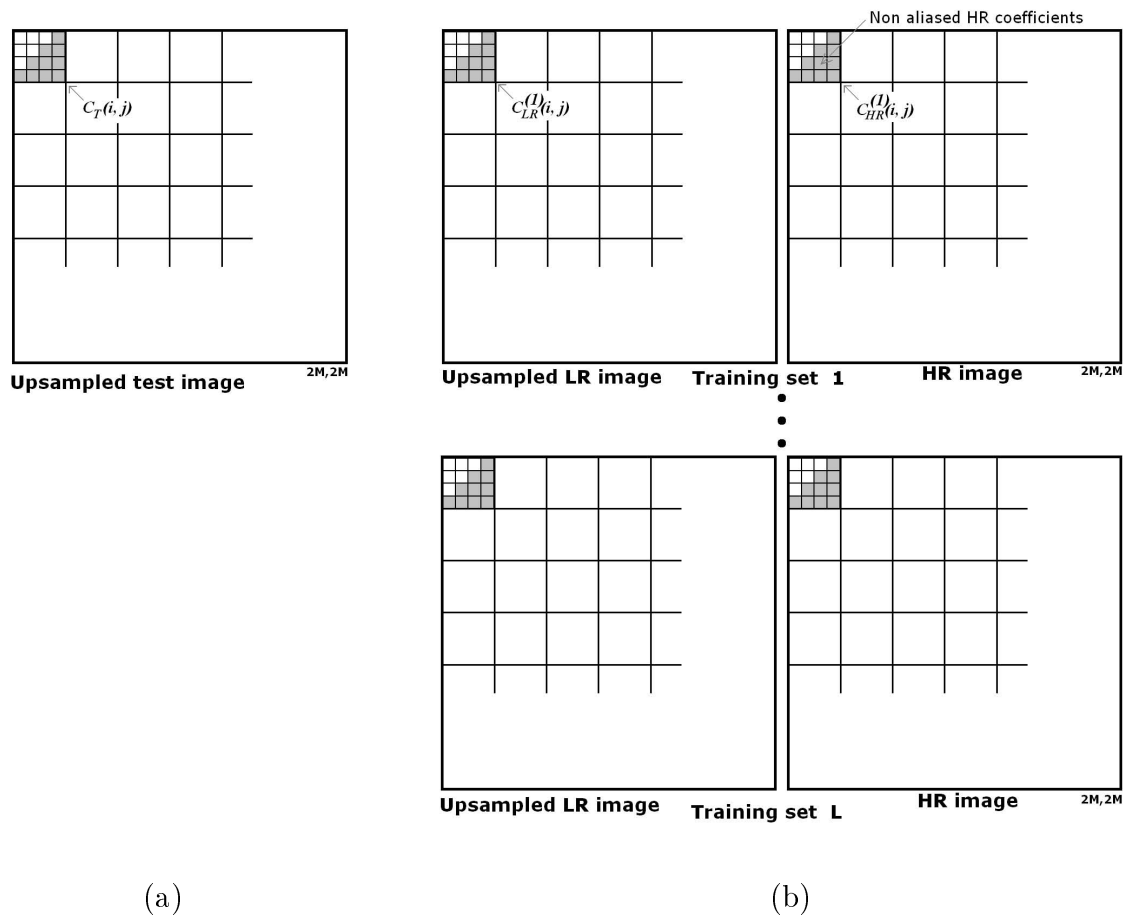 Non aliased HR coefficients
C_T(i, j)
C_LR^(1)(i, j)
C_HR^(1)(i, j)
Upsampled test image
2M,2M
Upsampled LR image
Training set 1
HR image
2M,2M
Upsampled LR image
Training set L
HR image
2M,2M
(a)
(b)